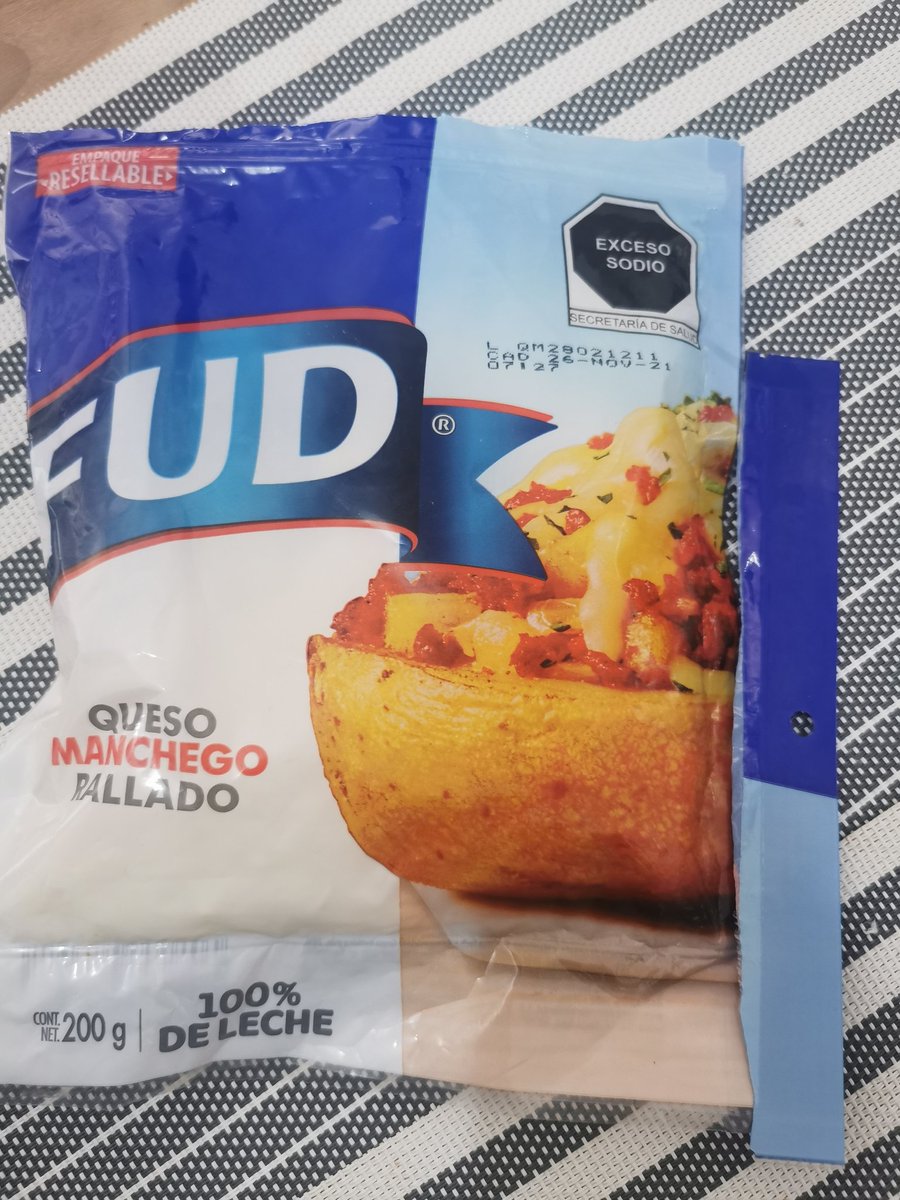 EMPAQUE
RESELLABLE
EXCESO
SODIO
SECRETARÍA DE SALUD
L QM28021211
CAD 26-NOV-21
07127
FUD
®
QUESO
MANCHEGO
RALLADO
CONT.
NET. 200 g
100%
DE LECHE